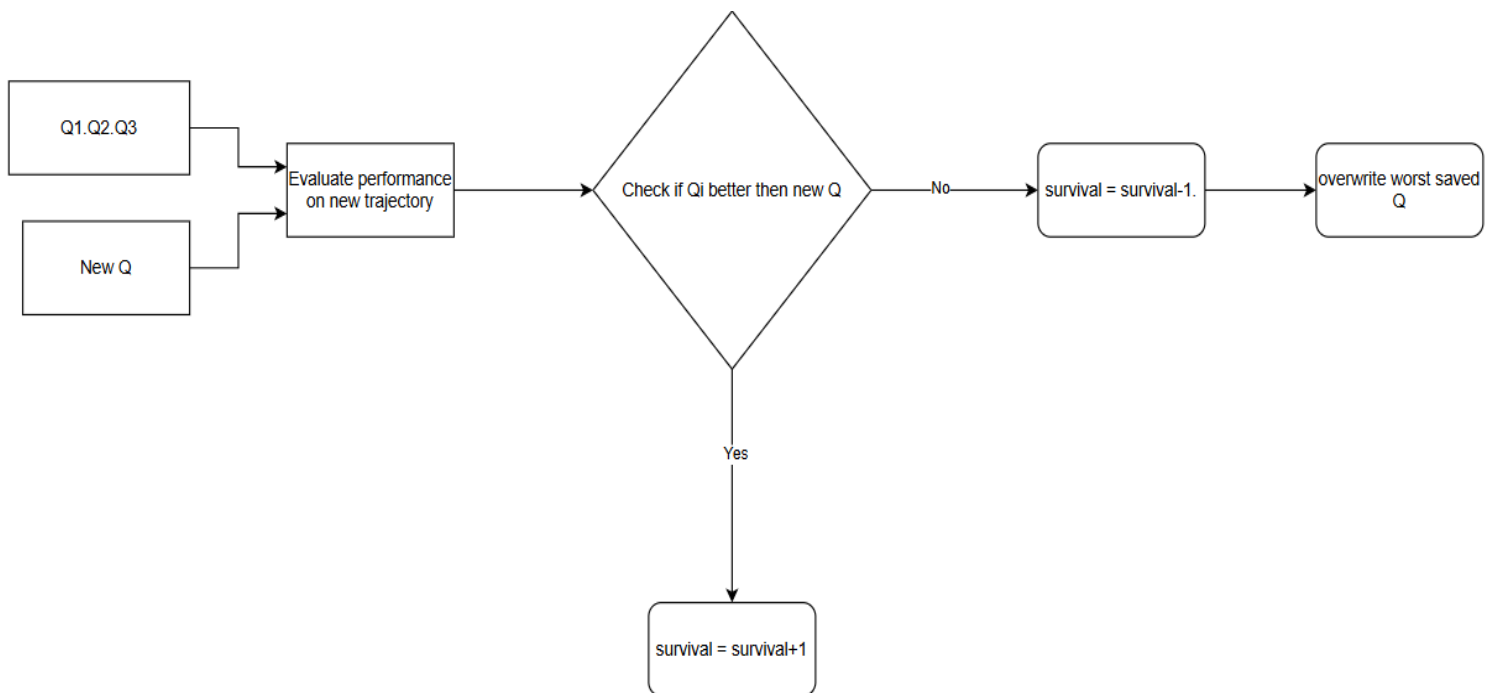 Q1.Q2.Q3
New Q
Evaluate performance
on new trajectory
Check if Qi better then new Q
No
survival = survival-1.
overwrite worst saved
Q
Yes
survival = survival+1